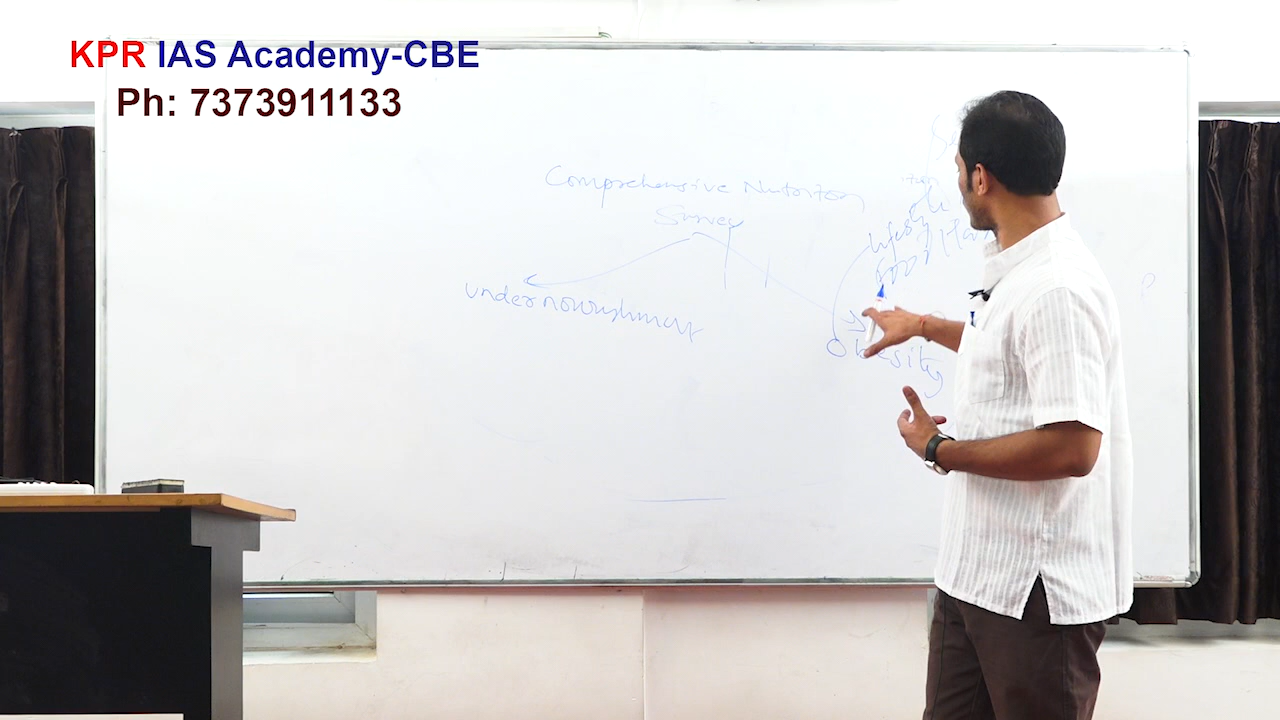 KPR IAS Academy-CBE
Ph: 7373911133
Comprehensive Nutrition
Survey
undernourishment
Obesity